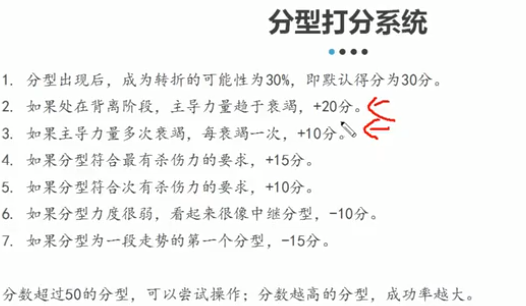 分型打分系统
1. 分型出现后，成为转折的可能性为30%，即默认得分为30分。
2. 如果处在背离阶段，主导力量趋于衰竭，+20分。
3. 如果主导力量多次衰竭，每衰竭一次，+10分。
4. 如果分型符合最有杀伤力的要求，+15分。
5. 如果分型符合次有杀伤力的要求，+10分。
6. 如果分型力度很弱，看起来很像中继分型，-10分。
7. 如果分型为一段走势的第一个分型，-15分。
分数超过50的分型，可以尝试操作；分数越高的分型，成功率越大。